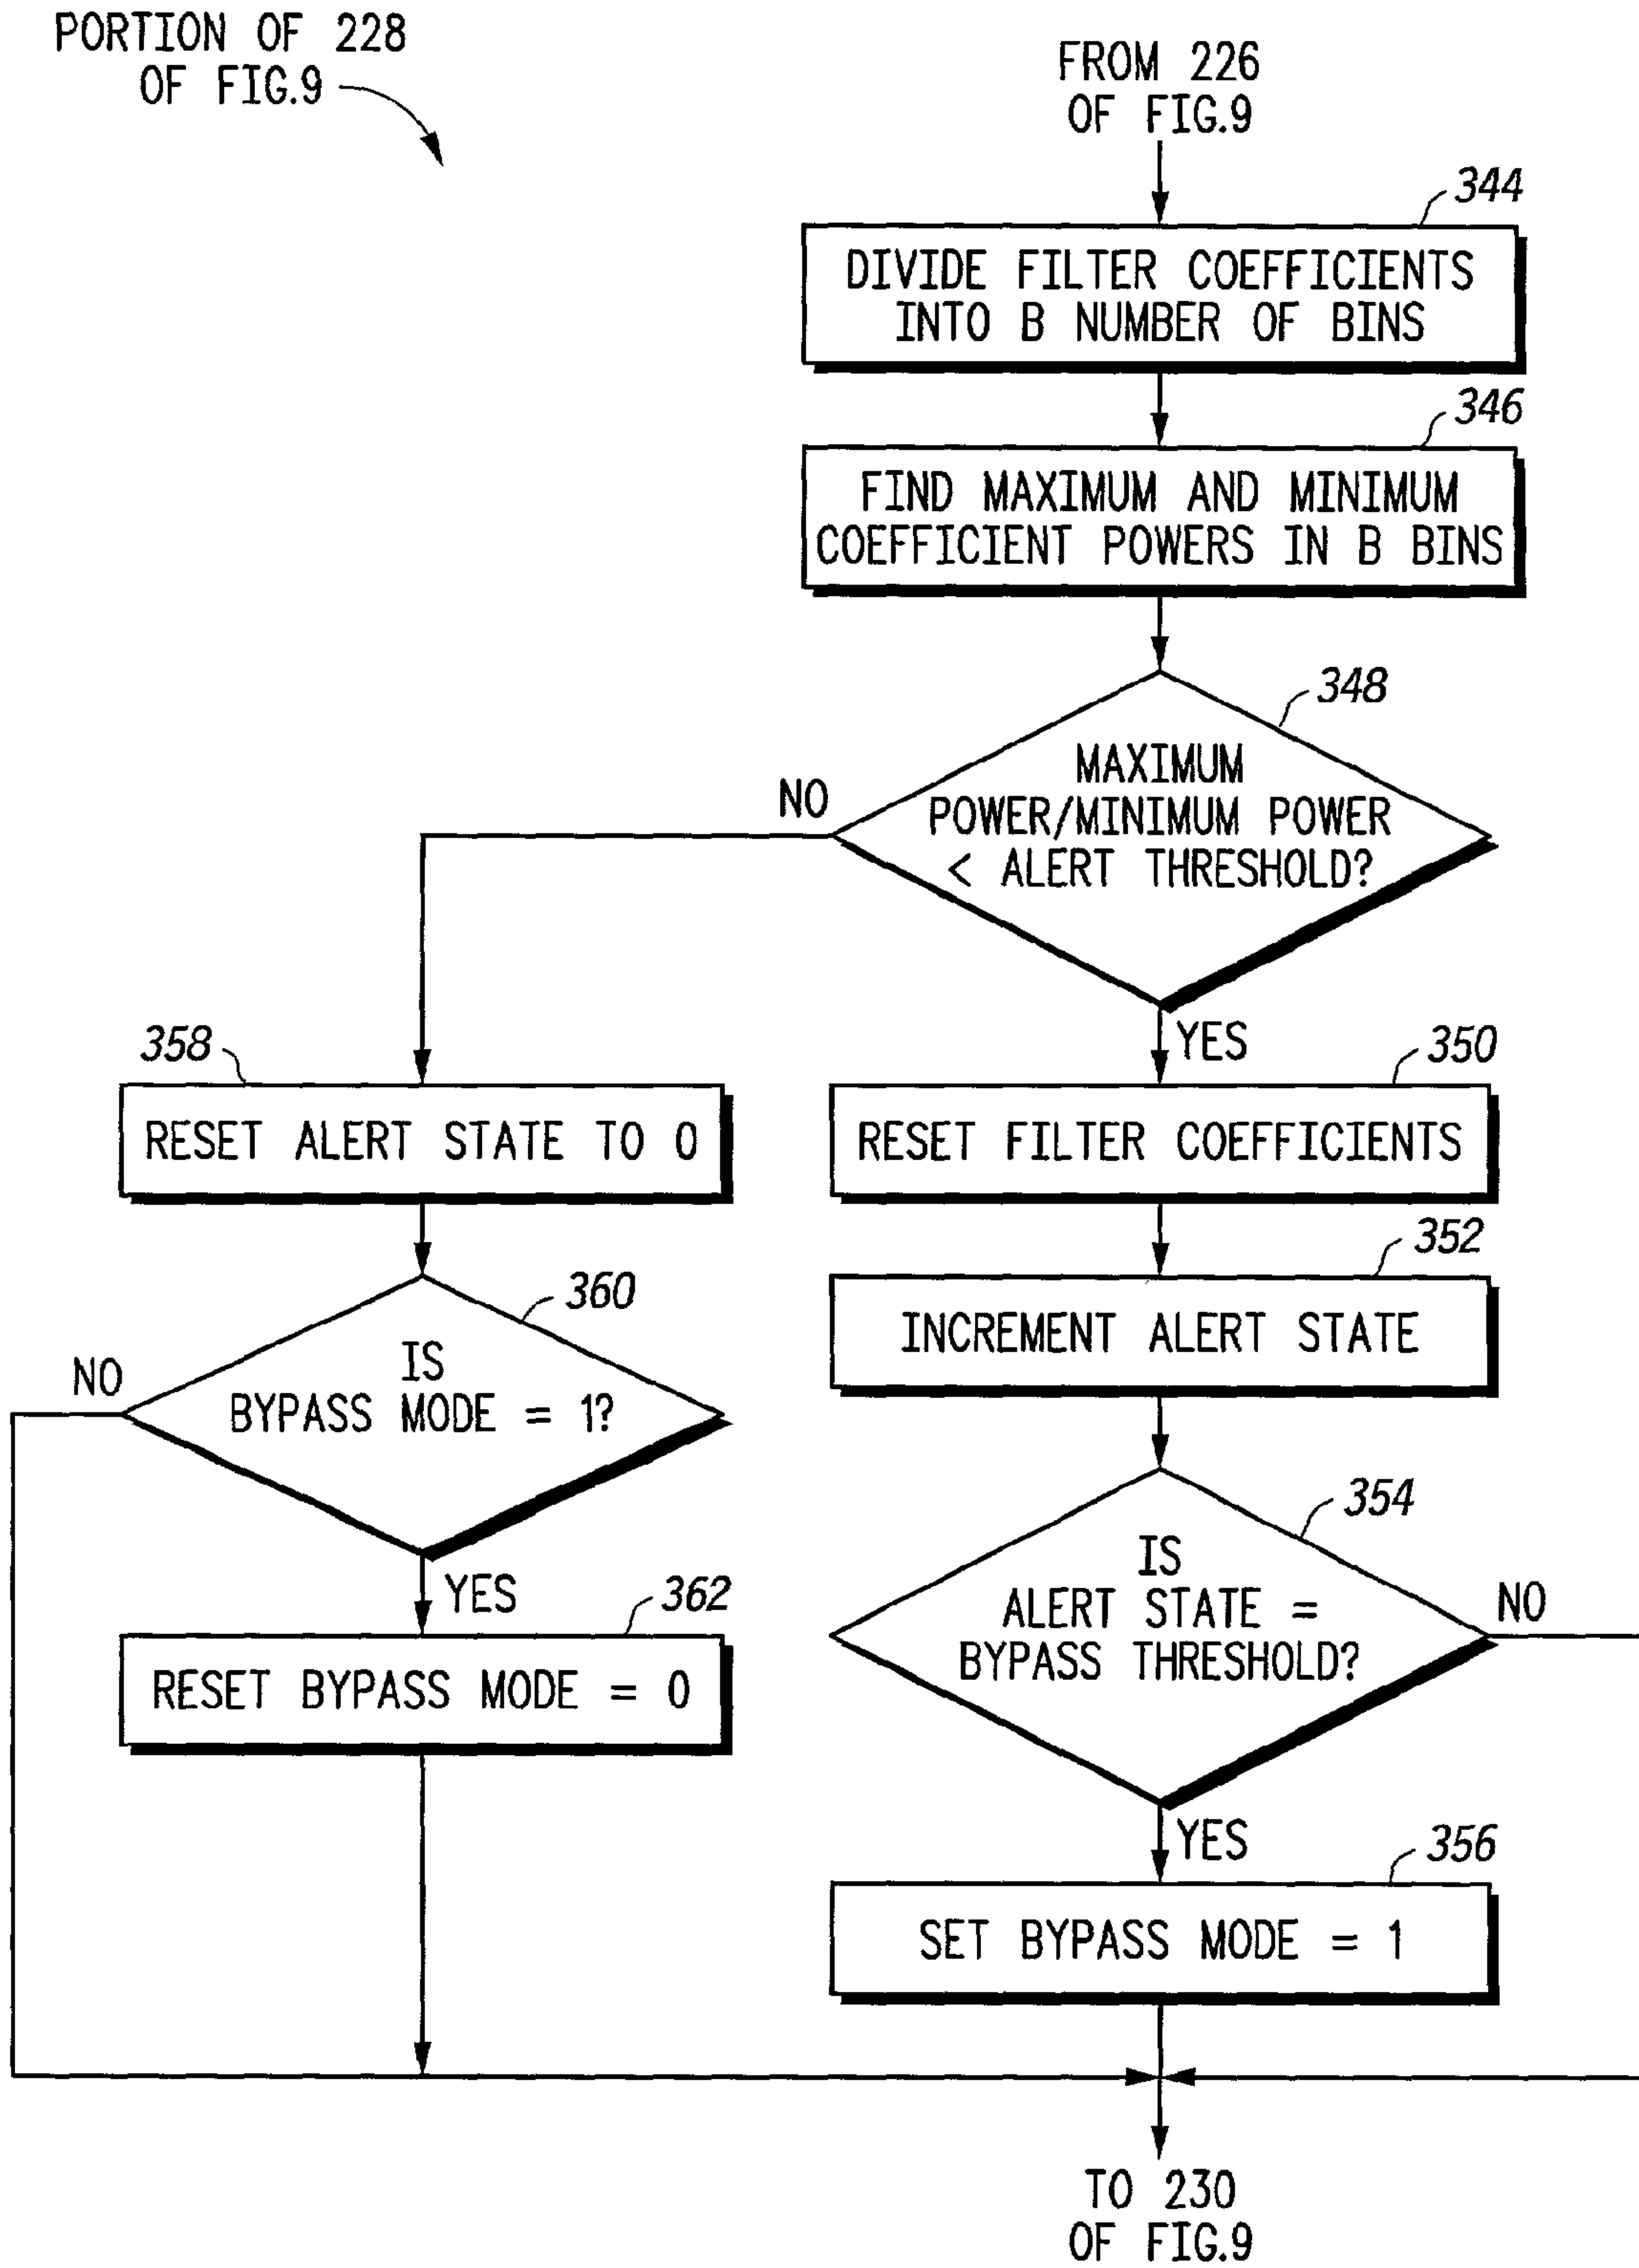 PORTION OF 228
OF FIG.9
FROM 226
OF FIG.9
344
DIVIDE FILTER COEFFICIENTS
INTO B NUMBER OF BINS
346
FIND MAXIMUM AND MINIMUM
COEFFICIENT POWERS IN B BINS
348
MAXIMUM
POWER/MINIMUM POWER
< ALERT THRESHOLD?
NO
YES
358
RESET ALERT STATE TO 0
350
RESET FILTER COEFFICIENTS
352
INCREMENT ALERT STATE
360
IS
BYPASS MODE = 1?
NO
YES
354
IS
ALERT STATE =
BYPASS THRESHOLD?
NO
YES
362
RESET BYPASS MODE = 0
356
SET BYPASS MODE = 1
TO 230
OF FIG.9